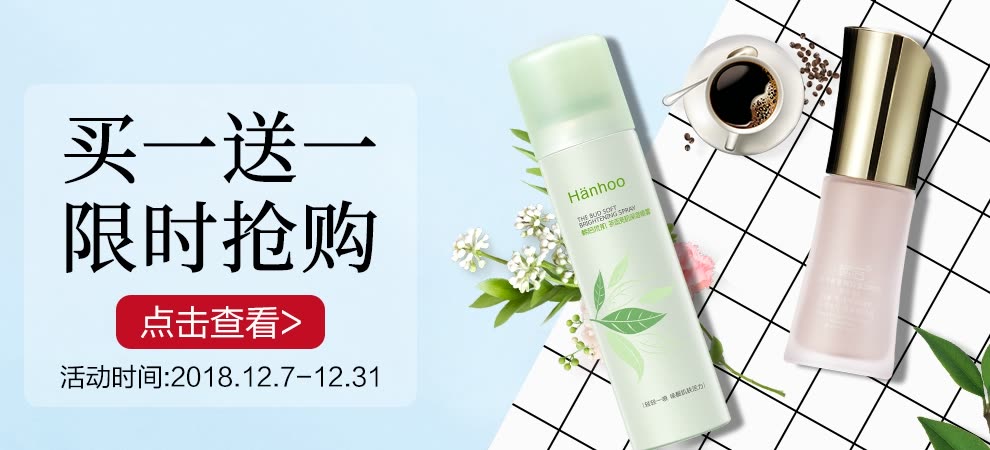 买一送一
限时抢购
点击查看>
活动时间:2018.12.7-12.31
Hänhoo
THE BUD SOFT
BRIGHTENING SPRAY